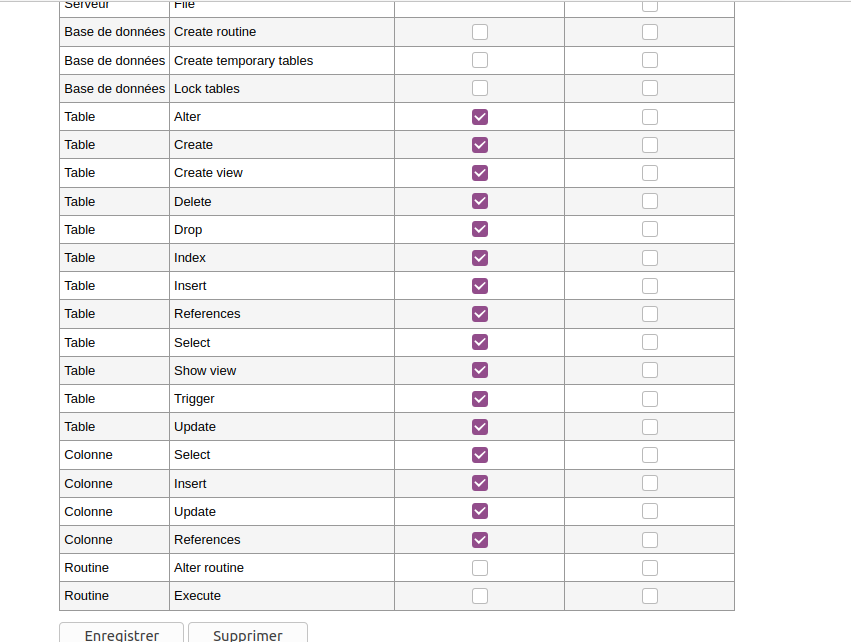 Serveur File
Base de données Create routine
Base de données Create temporary tables
Base de données Lock tables
Table Alter
Table Create
Table Create view
Table Delete
Table Drop
Table Index
Table Insert
Table References
Table Select
Table Show view
Table Trigger
Table Update
Colonne Select
Colonne Insert
Colonne Update
Colonne References
Routine Alter routine
Routine Execute
Enregistrer Supprimer